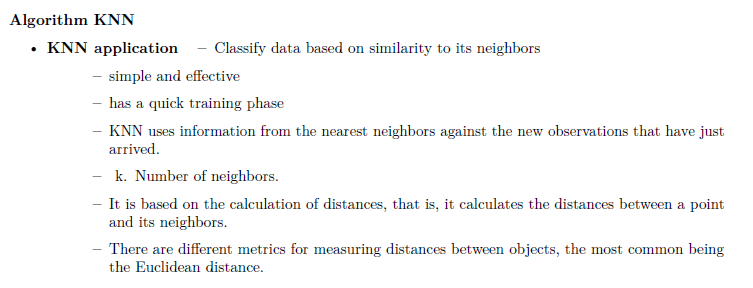 Algorithm KNN
• KNN application – Classify data based on similarity to its neighbors
– simple and effective
– has a quick training phase
– KNN uses information from the nearest neighbors against the new observations that have just
arrived.
– k. Number of neighbors.
– It is based on the calculation of distances, that is, it calculates the distances between a point
and its neighbors.
– There are different metrics for measuring distances between objects, the most common being
the Euclidean distance.